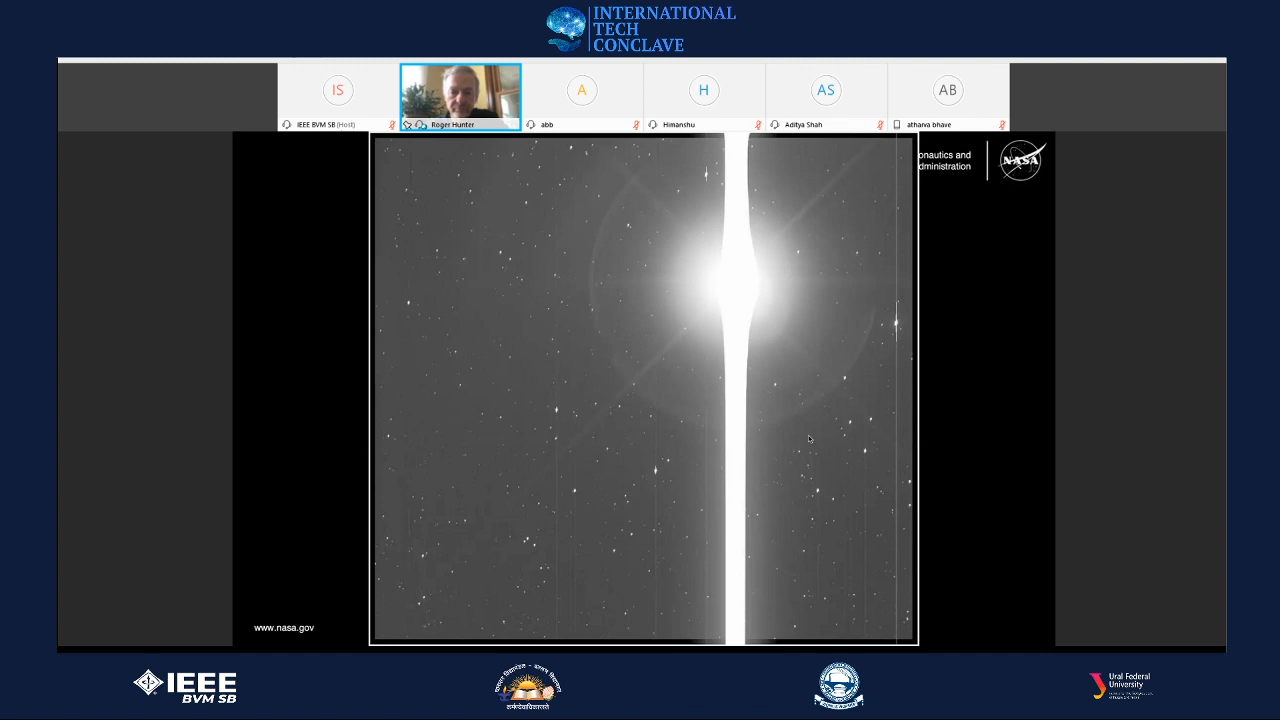 INTERNATIONAL
TECH
CONCLAVE
IS
A
H
AS
AB
IEEE BVM SB (Host)
Roger Hunter
abb
Himanshu
Aditya Shah
atharva bhave
onautics and
dministration
NASA
www.nasa.gov
IEEE
BVM SB
Ural Federal
University